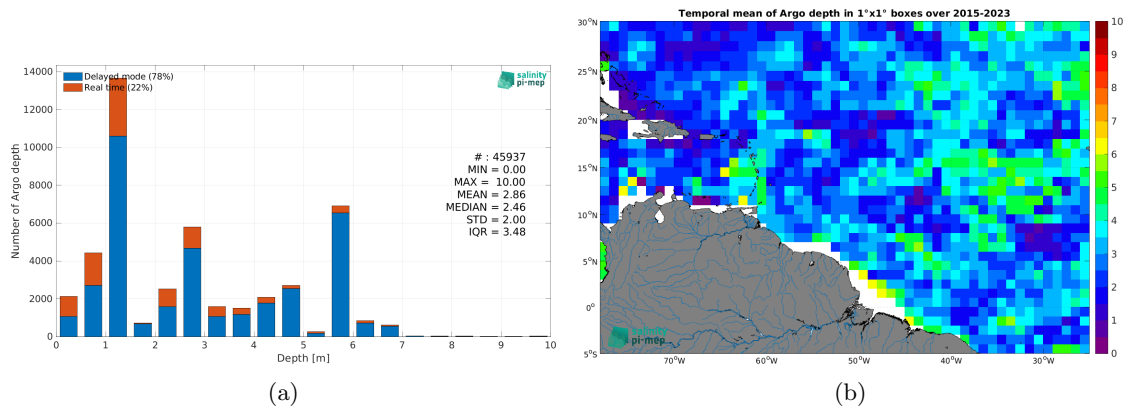 Delayed mode (78%)
Real time (22%)
salinity
pi-mep
# : 45937
MIN = 0.00
MAX = 10.00
MEAN = 2.86
MEDIAN = 2.46
STD = 2.00
IQR = 3.48
Number of Argo depth
14000
12000
10000
8000
6000
4000
2000
0
0 1 2 3 4 5 6 7 8 9 10
Depth [m]
(a)
Temporal mean of Argo depth in 1°x1° boxes over 2015-2023
30°N
25°N
20°N
15°N
10°N
5°N
0°
5°S
70°W 60°W 50°W 40°W 30°W
salinity
pi-mep
10
9
8
7
6
5
4
3
2
1
0
(b)